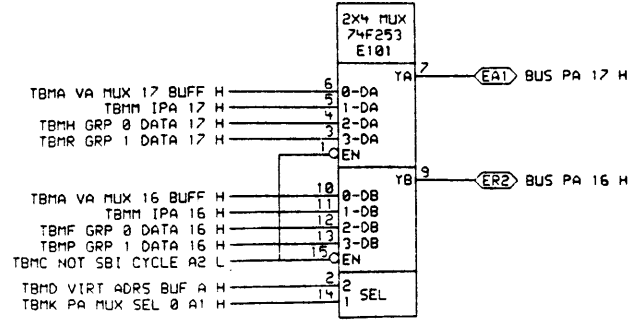 2X4 MUX
74F253
E101
TBMA VA MUX 17 BUFF H 6 0-DA YA 7 EA1 BUS PA 17 H
TBMM IPA 17 H 5 1-DA
TBMH GRP 0 DATA 17 H 4 2-DA
TBMR GRP 1 DATA 17 H 3 3-DA
1 EN
TBMA VA MUX 16 BUFF H 10 0-DB YB 9 ER2 BUS PA 16 H
TBMM IPA 16 H 11 1-DB
TBMF GRP 0 DATA 16 H 12 2-DB
TBMP GRP 1 DATA 16 H 13 3-DB
TBMC NOT SBI CYCLE A2 L 15 EN
TBMD VIRT ADRS BUF A H 2 2 SEL
TBMK PA MUX SEL 0 A1 H 14 1